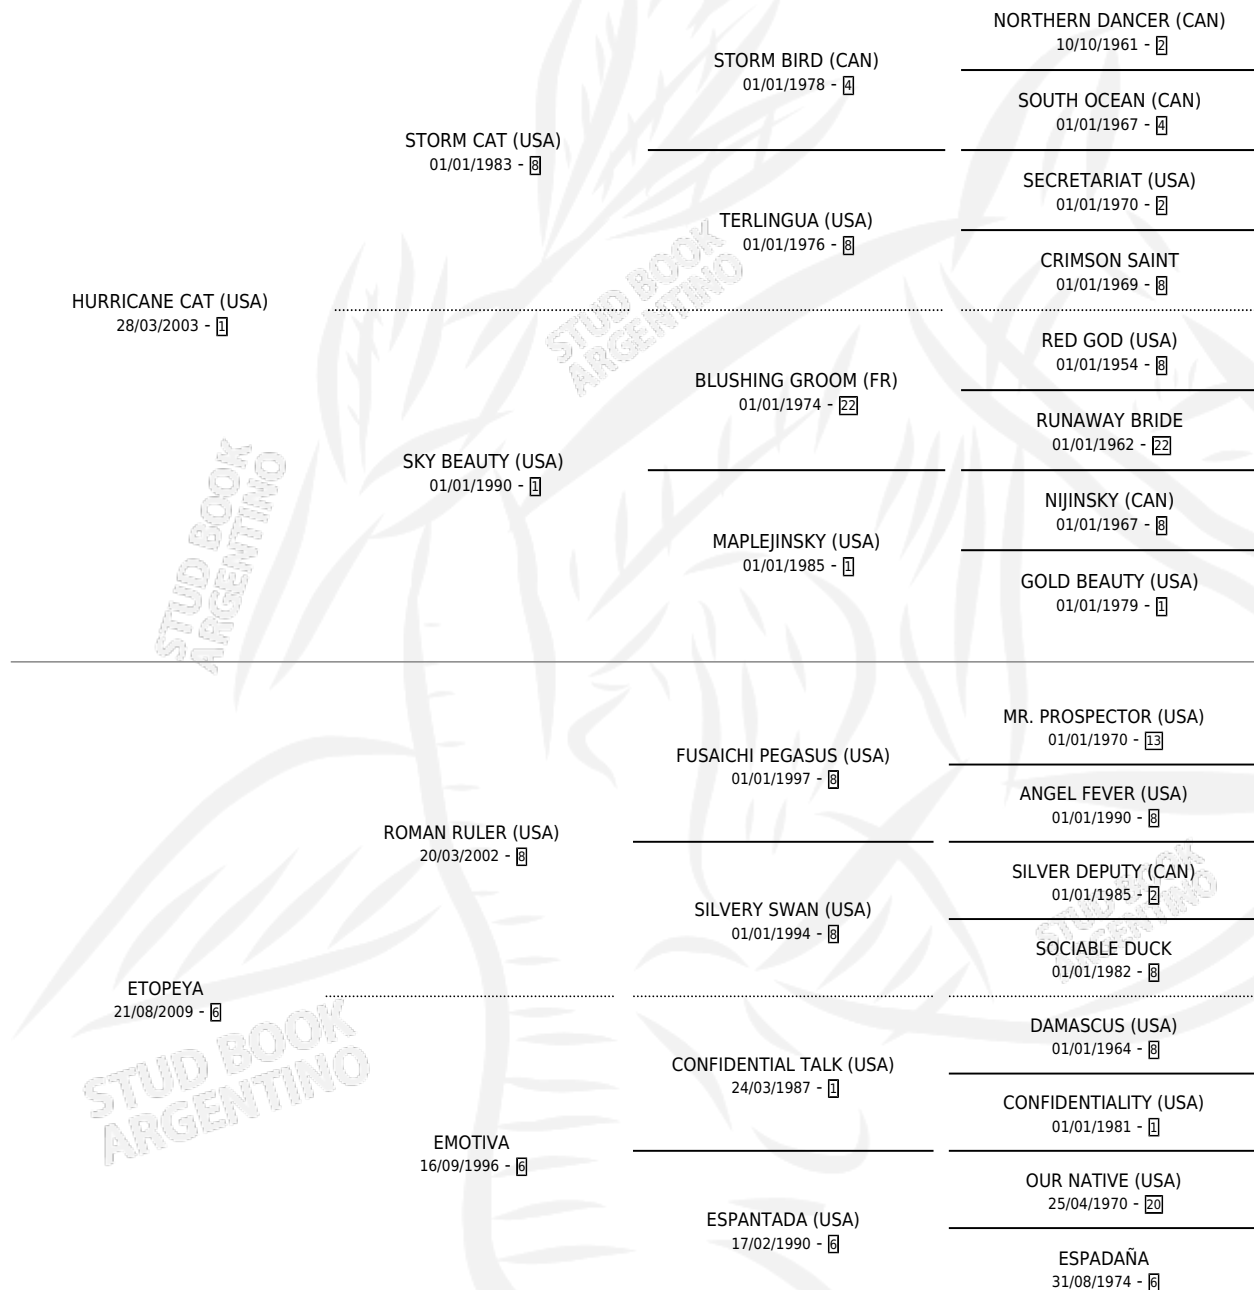 NORTHERN DANCER (CAN)
10/10/1961 - 2
STORM BIRD (CAN)
01/01/1978 - 4
SOUTH OCEAN (CAN)
01/01/1967 - 4
STORM CAT (USA)
01/01/1983 - 8
SECRETARIAT (USA)
01/01/1970 - 2
TERLINGUA (USA)
01/01/1976 - 8
CRIMSON SAINT
01/01/1969 - 8
HURRICANE CAT (USA)
28/03/2003 - 1
RED GOD (USA)
01/01/1954 - 8
BLUSHING GROOM (FR)
01/01/1974 - 22
RUNAWAY BRIDE
01/01/1962 - 22
SKY BEAUTY (USA)
01/01/1990 - 1
NIJINSKY (CAN)
01/01/1967 - 8
MAPLEJINSKY (USA)
01/01/1985 - 1
GOLD BEAUTY (USA)
01/01/1979 - 1
MR. PROSPECTOR (USA)
01/01/1970 - 13
FUSAICHI PEGASUS (USA)
01/01/1997 - 8
ANGEL FEVER (USA)
01/01/1990 - 8
ROMAN RULER (USA)
20/03/2002 - 8
SILVER DEPUTY (CAN)
01/01/1985 - 2
SILVERY SWAN (USA)
01/01/1994 - 8
SOCIABLE DUCK
01/01/1982 - 8
ETOPEYA
21/08/2009 - 6
DAMASCUS (USA)
01/01/1964 - 8
CONFIDENTIAL TALK (USA)
24/03/1987 - 1
CONFIDENTIALITY (USA)
01/01/1981 - 1
EMOTIVA
16/09/1996 - 6
OUR NATIVE (USA)
25/04/1970 - 20
ESPANTADA (USA)
17/02/1990 - 6
ESPADAÑA
31/08/1974 - 6
STUD BOOK
ARGENTINO
STUD BOOK
ARGENTINO
STUD BOOK
ARGENTINO
STUD BOOK
ARGENTINO